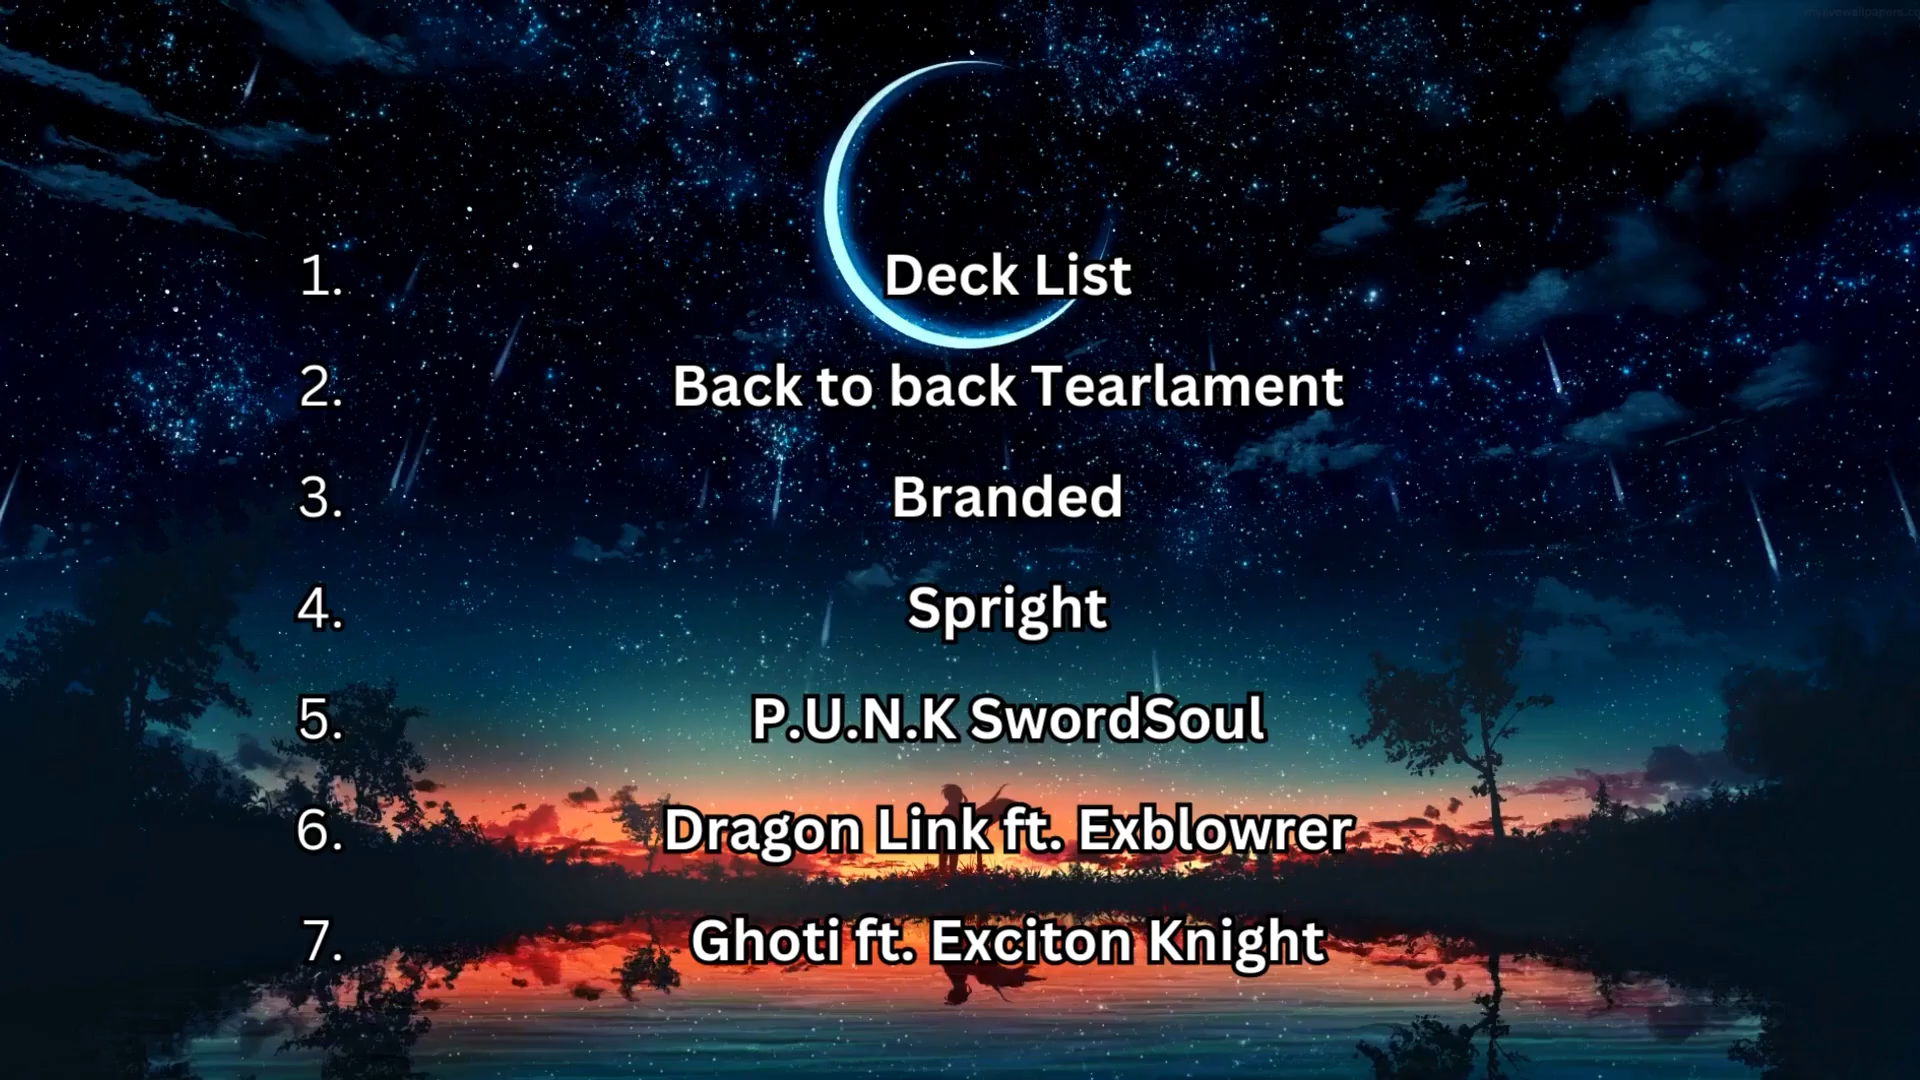 1. Deck List
2. Back to back Tearlament
3. Branded
4. Spright
5. P.U.N.K SwordSoul
6. Dragon Link ft. Exblowrer
7. Ghoti ft. Exciton Knight